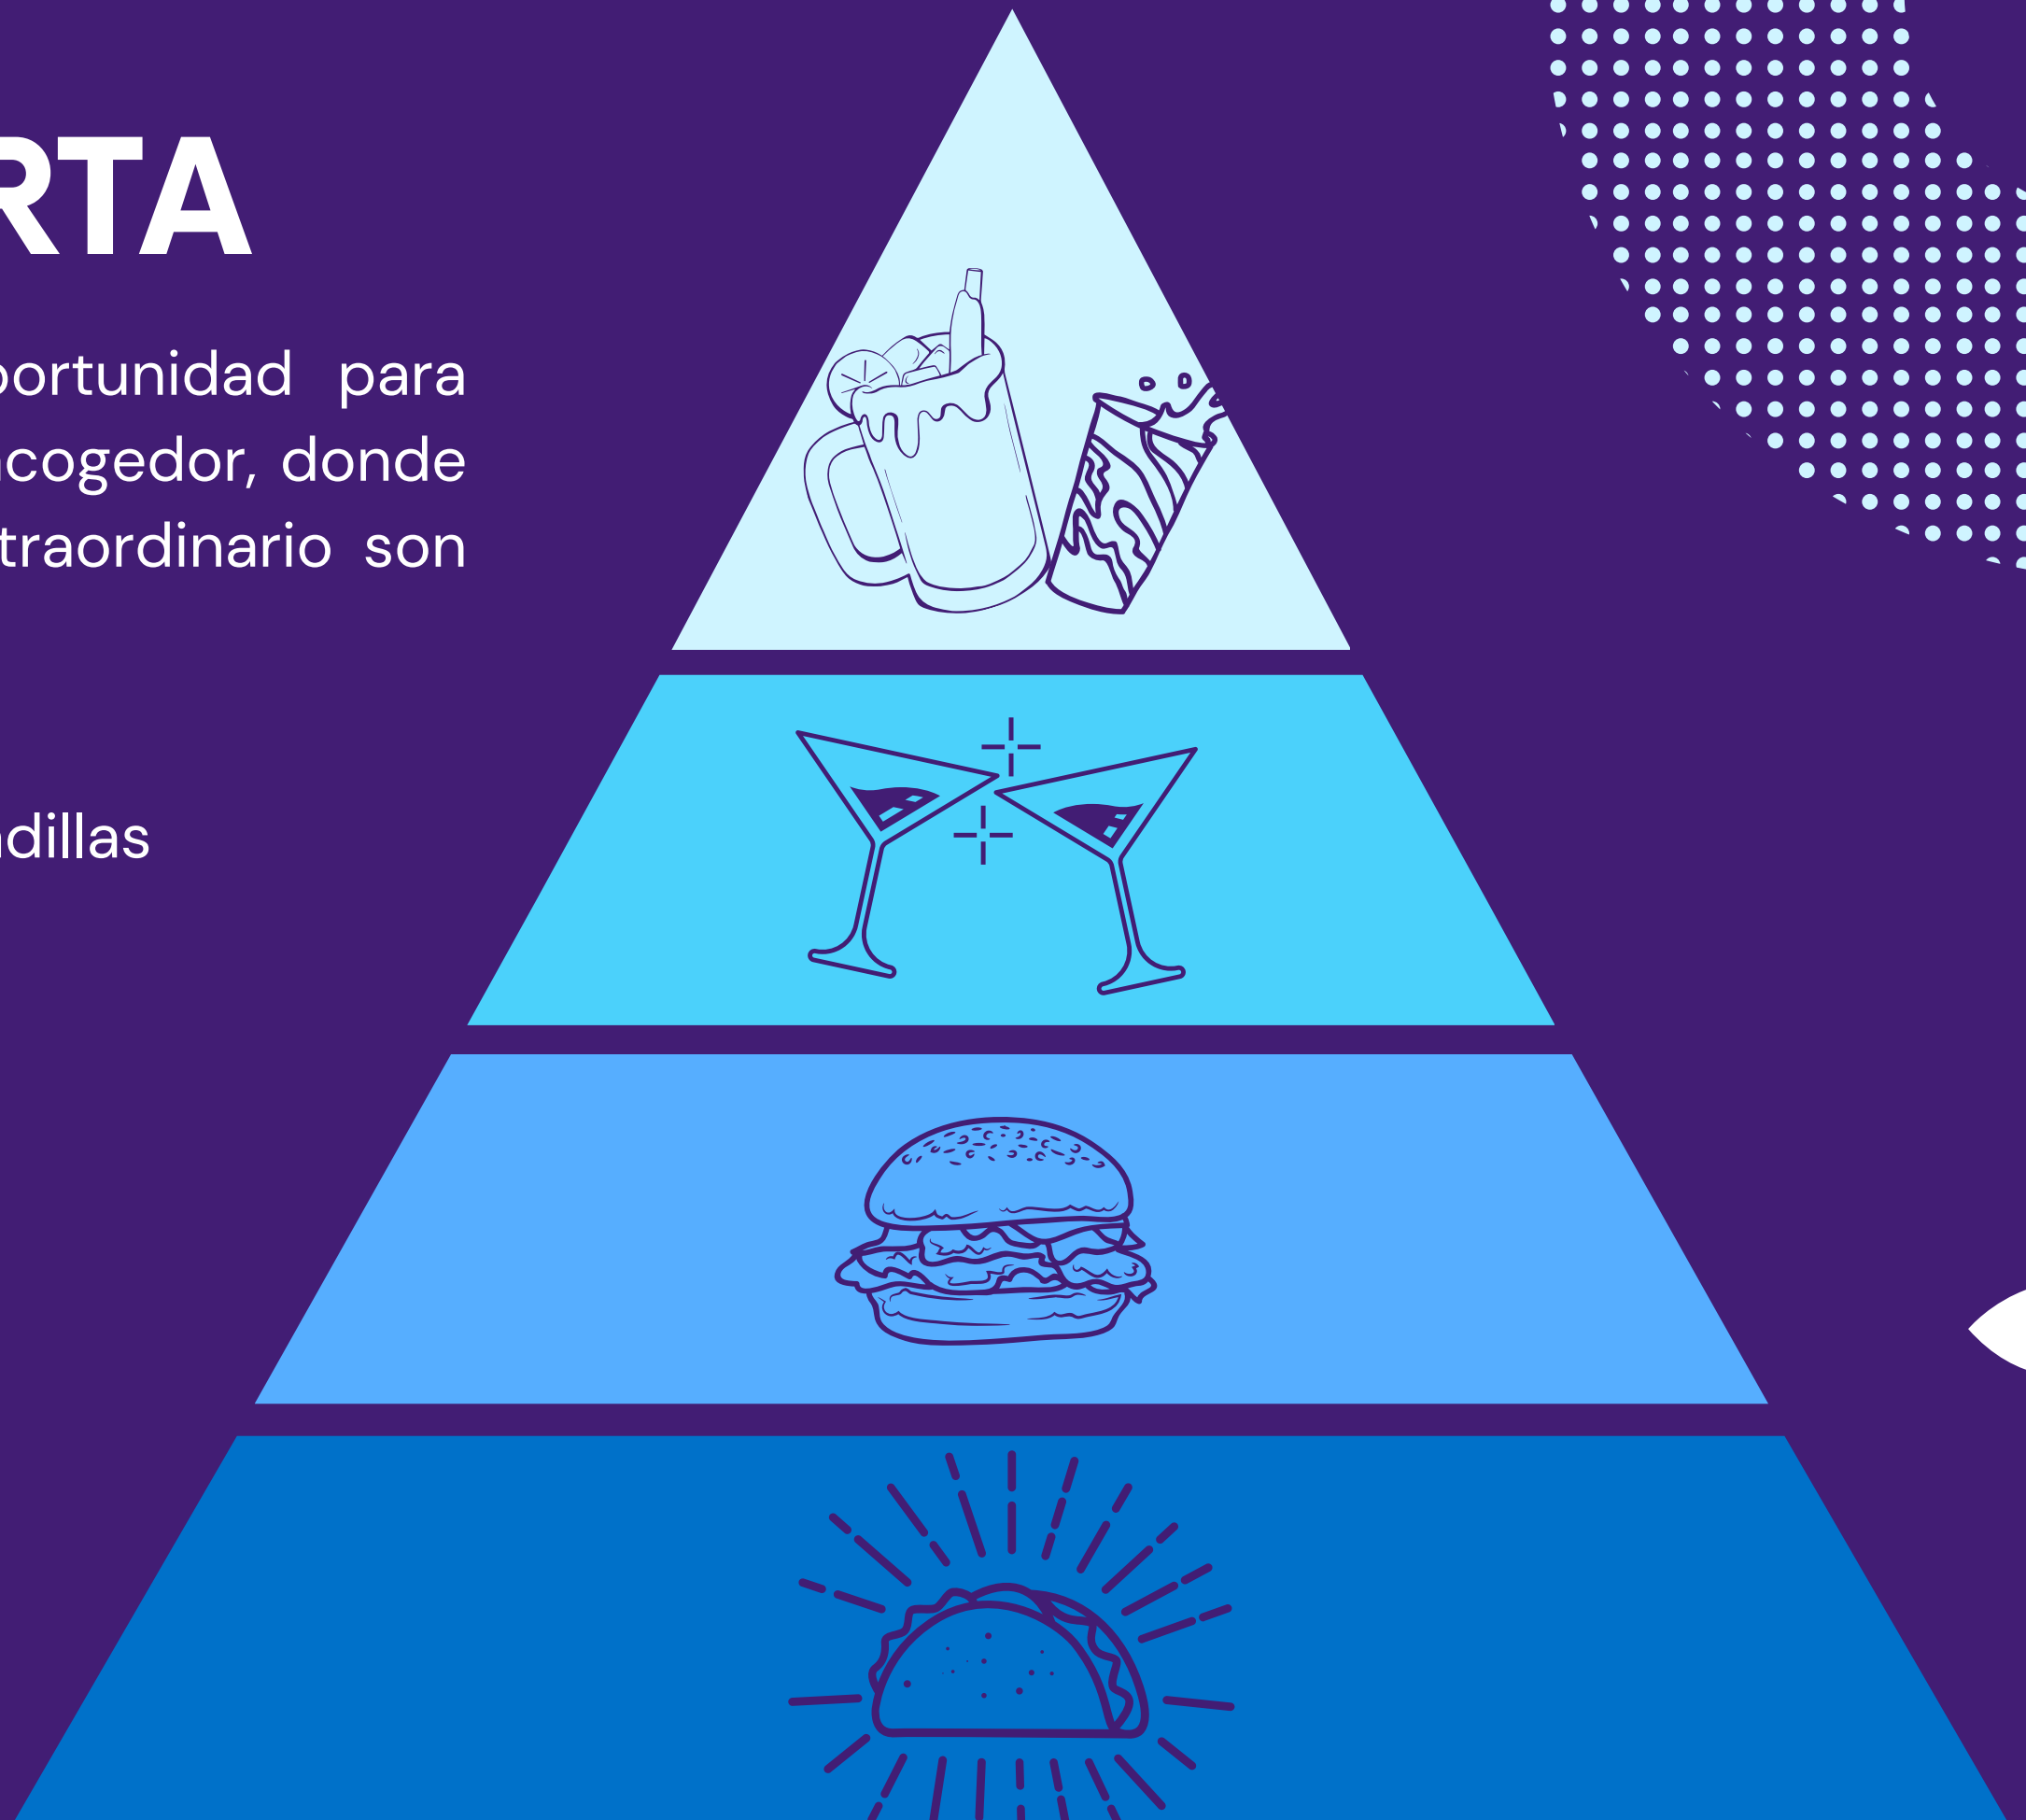 RTA
portunidad para
acogedor, donde
traordinario son
dillas